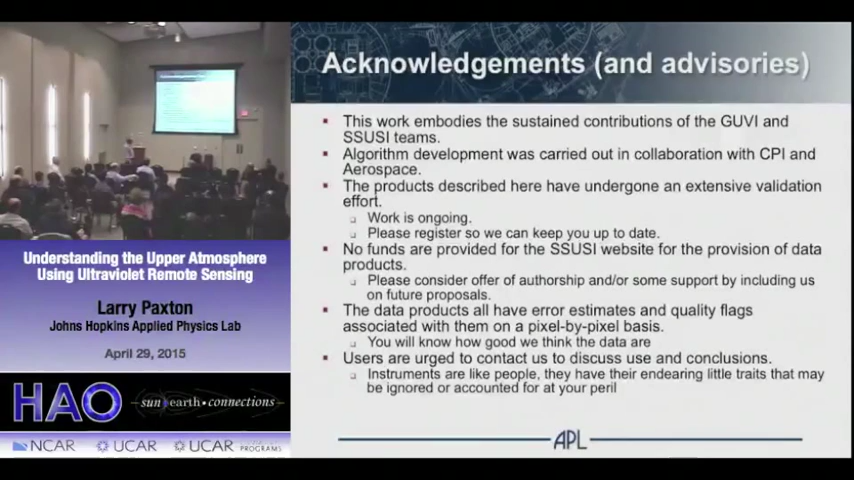 Acknowledgements (and advisories)
This work embodies the sustained contributions of the GUVI and
SSUSI teams.
Algorithm development was carried out in collaboration with CPI and
Aerospace.
The products described here have undergone an extensive validation
effort.
Work is ongoing.
Please register so we can keep you up to date.
No funds are provided for the SSUSI website for the provision of data
products.
Please consider offer of authorship and/or some support by including us
on future proposals.
The data products all have error estimates and quality flags
associated with them on a pixel-by-pixel basis.
You will know how good we think the data are
Users are urged to contact us to discuss use and conclusions.
Instruments are like people, they have their endearing little traits that may
be ignored or accounted for at your peril
APL
Understanding the Upper Atmosphere
Using Ultraviolet Remote Sensing
Larry Paxton
Johns Hopkins Applied Physics Lab
April 29, 2015
HAO
sun earth • connections
NCAR
UCAR
UCAR
PROGRAMS